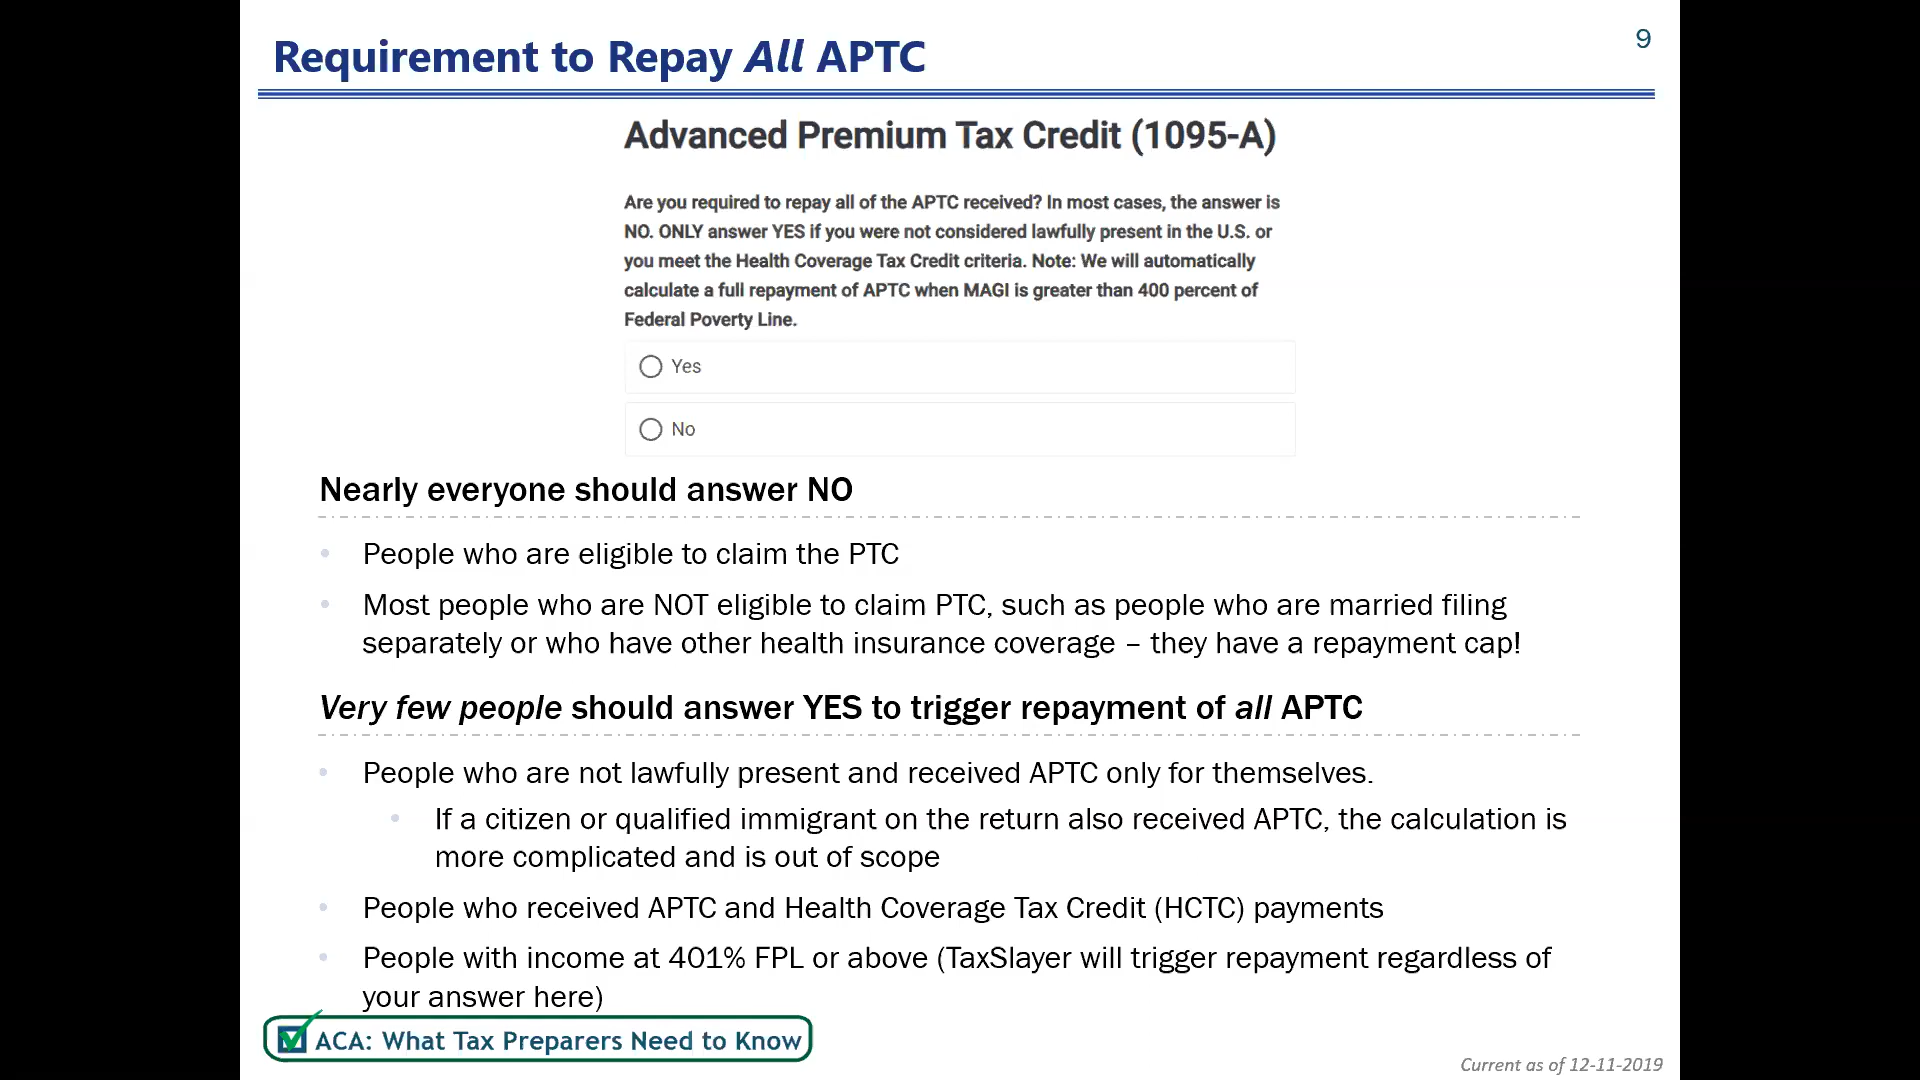 Requirement to Repay All APTC
9
Advanced Premium Tax Credit (1095-A)
Are you required to repay all of the APTC received? In most cases, the answer is
NO. ONLY answer YES if you were not considered lawfully present in the U.S. or
you meet the Health Coverage Tax Credit criteria. Note: We will automatically
calculate a full repayment of APTC when MAGI is greater than 400 percent of
Federal Poverty Line.
Yes
No
Nearly everyone should answer NO
• People who are eligible to claim the PTC
• Most people who are NOT eligible to claim PTC, such as people who are married filing
separately or who have other health insurance coverage – they have a repayment cap!
Very few people should answer YES to trigger repayment of all APTC
• People who are not lawfully present and received APTC only for themselves.
• If a citizen or qualified immigrant on the return also received APTC, the calculation is
more complicated and is out of scope
• People who received APTC and Health Coverage Tax Credit (HCTC) payments
• People with income at 401% FPL or above (TaxSlayer will trigger repayment regardless of
your answer here)
ACA: What Tax Preparers Need to Know
Current as of 12-11-2019